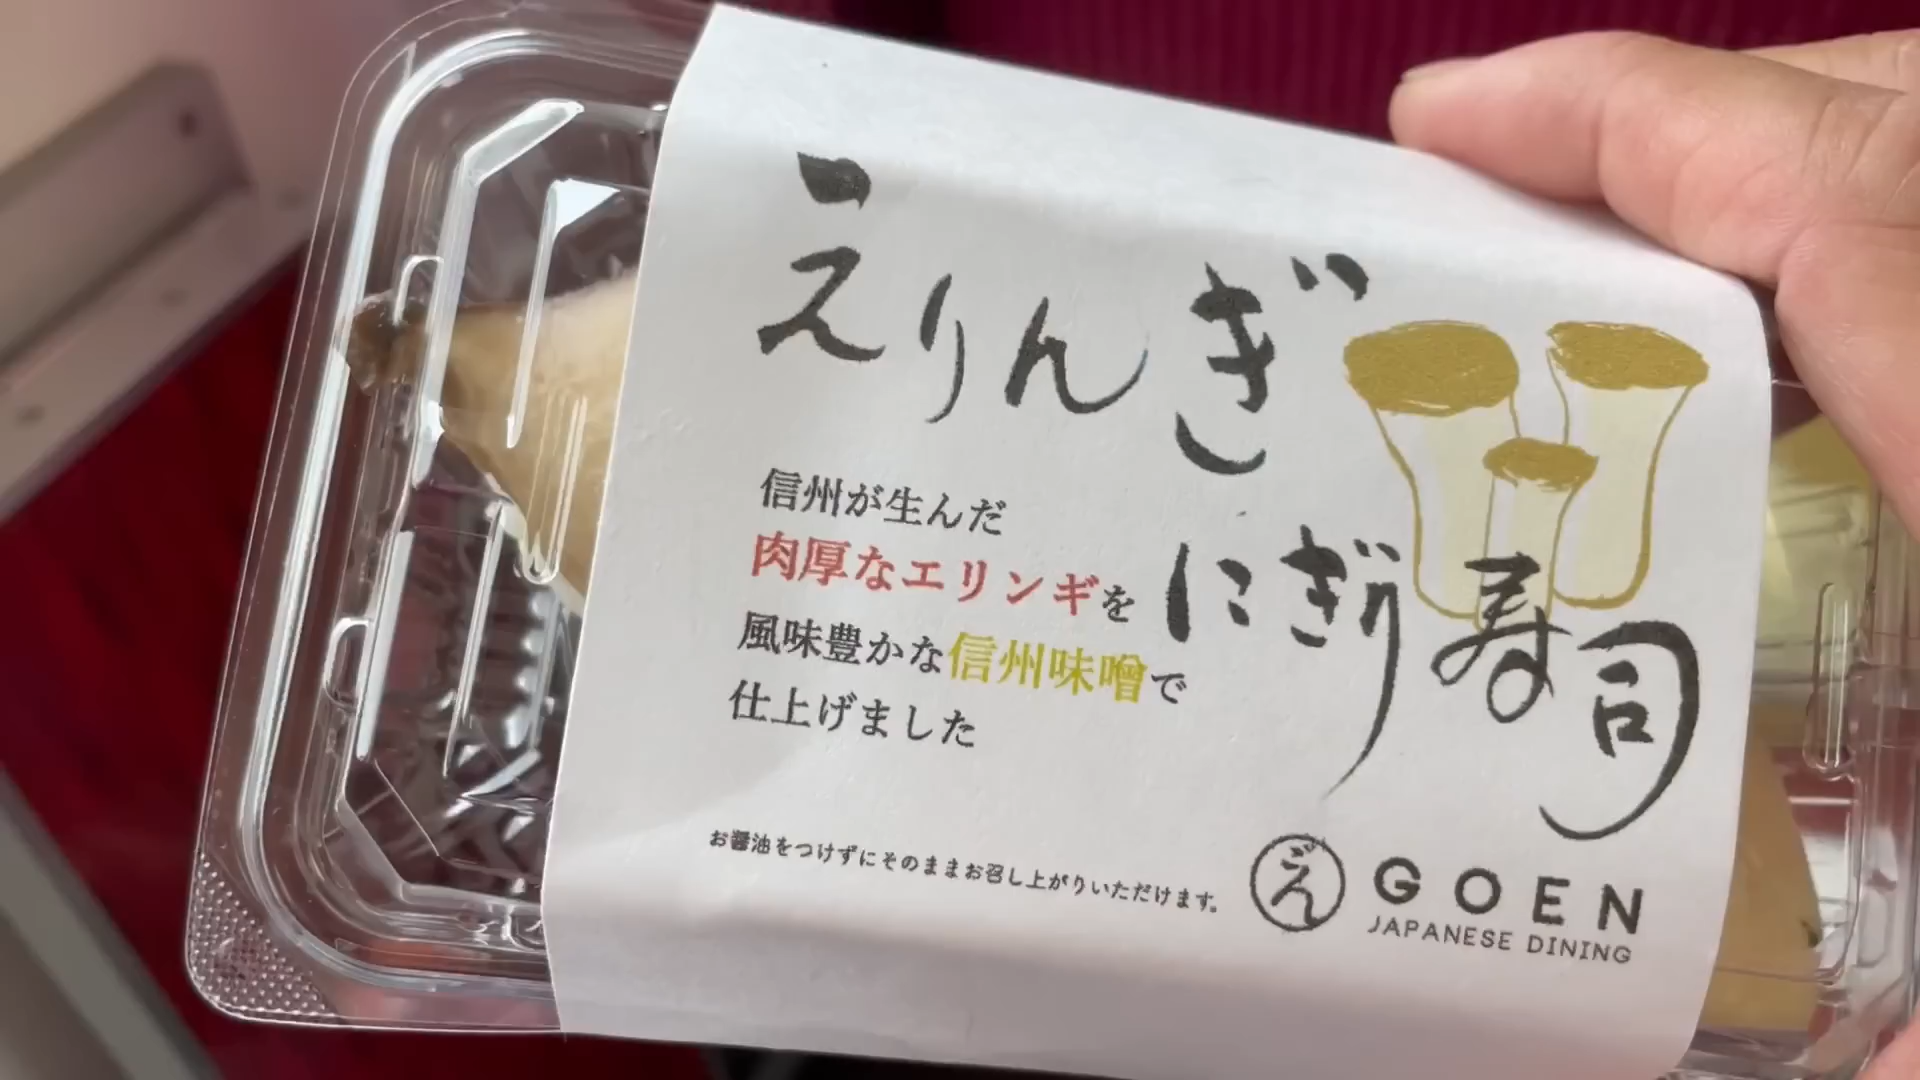 えりんぎ
にぎり寿司
信州が生んだ
肉厚なエリンギを
風味豊かな信州味噌で
仕上げました
お醤油をつけずにそのままお召し上がりいただけます。
ごえん
GOEN
JAPANESE DINING